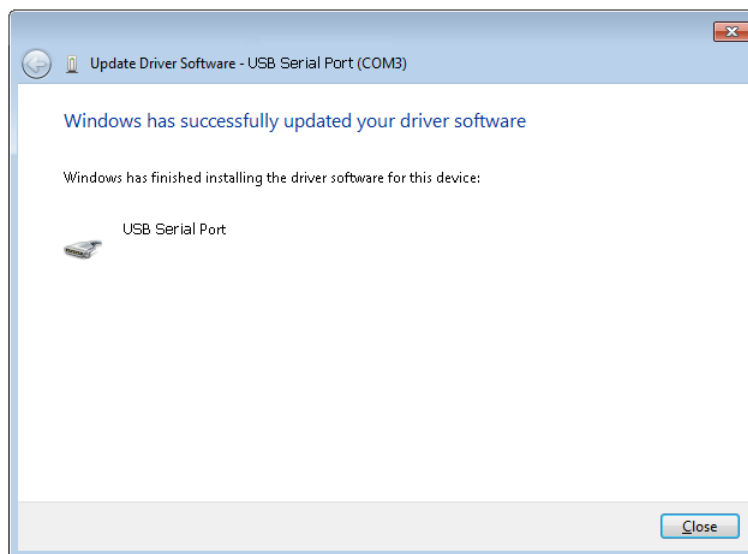 Update Driver Software - USB Serial Port (COM3)
Windows has successfully updated your driver software
Windows has finished installing the driver software for this device:
USB Serial Port
Close